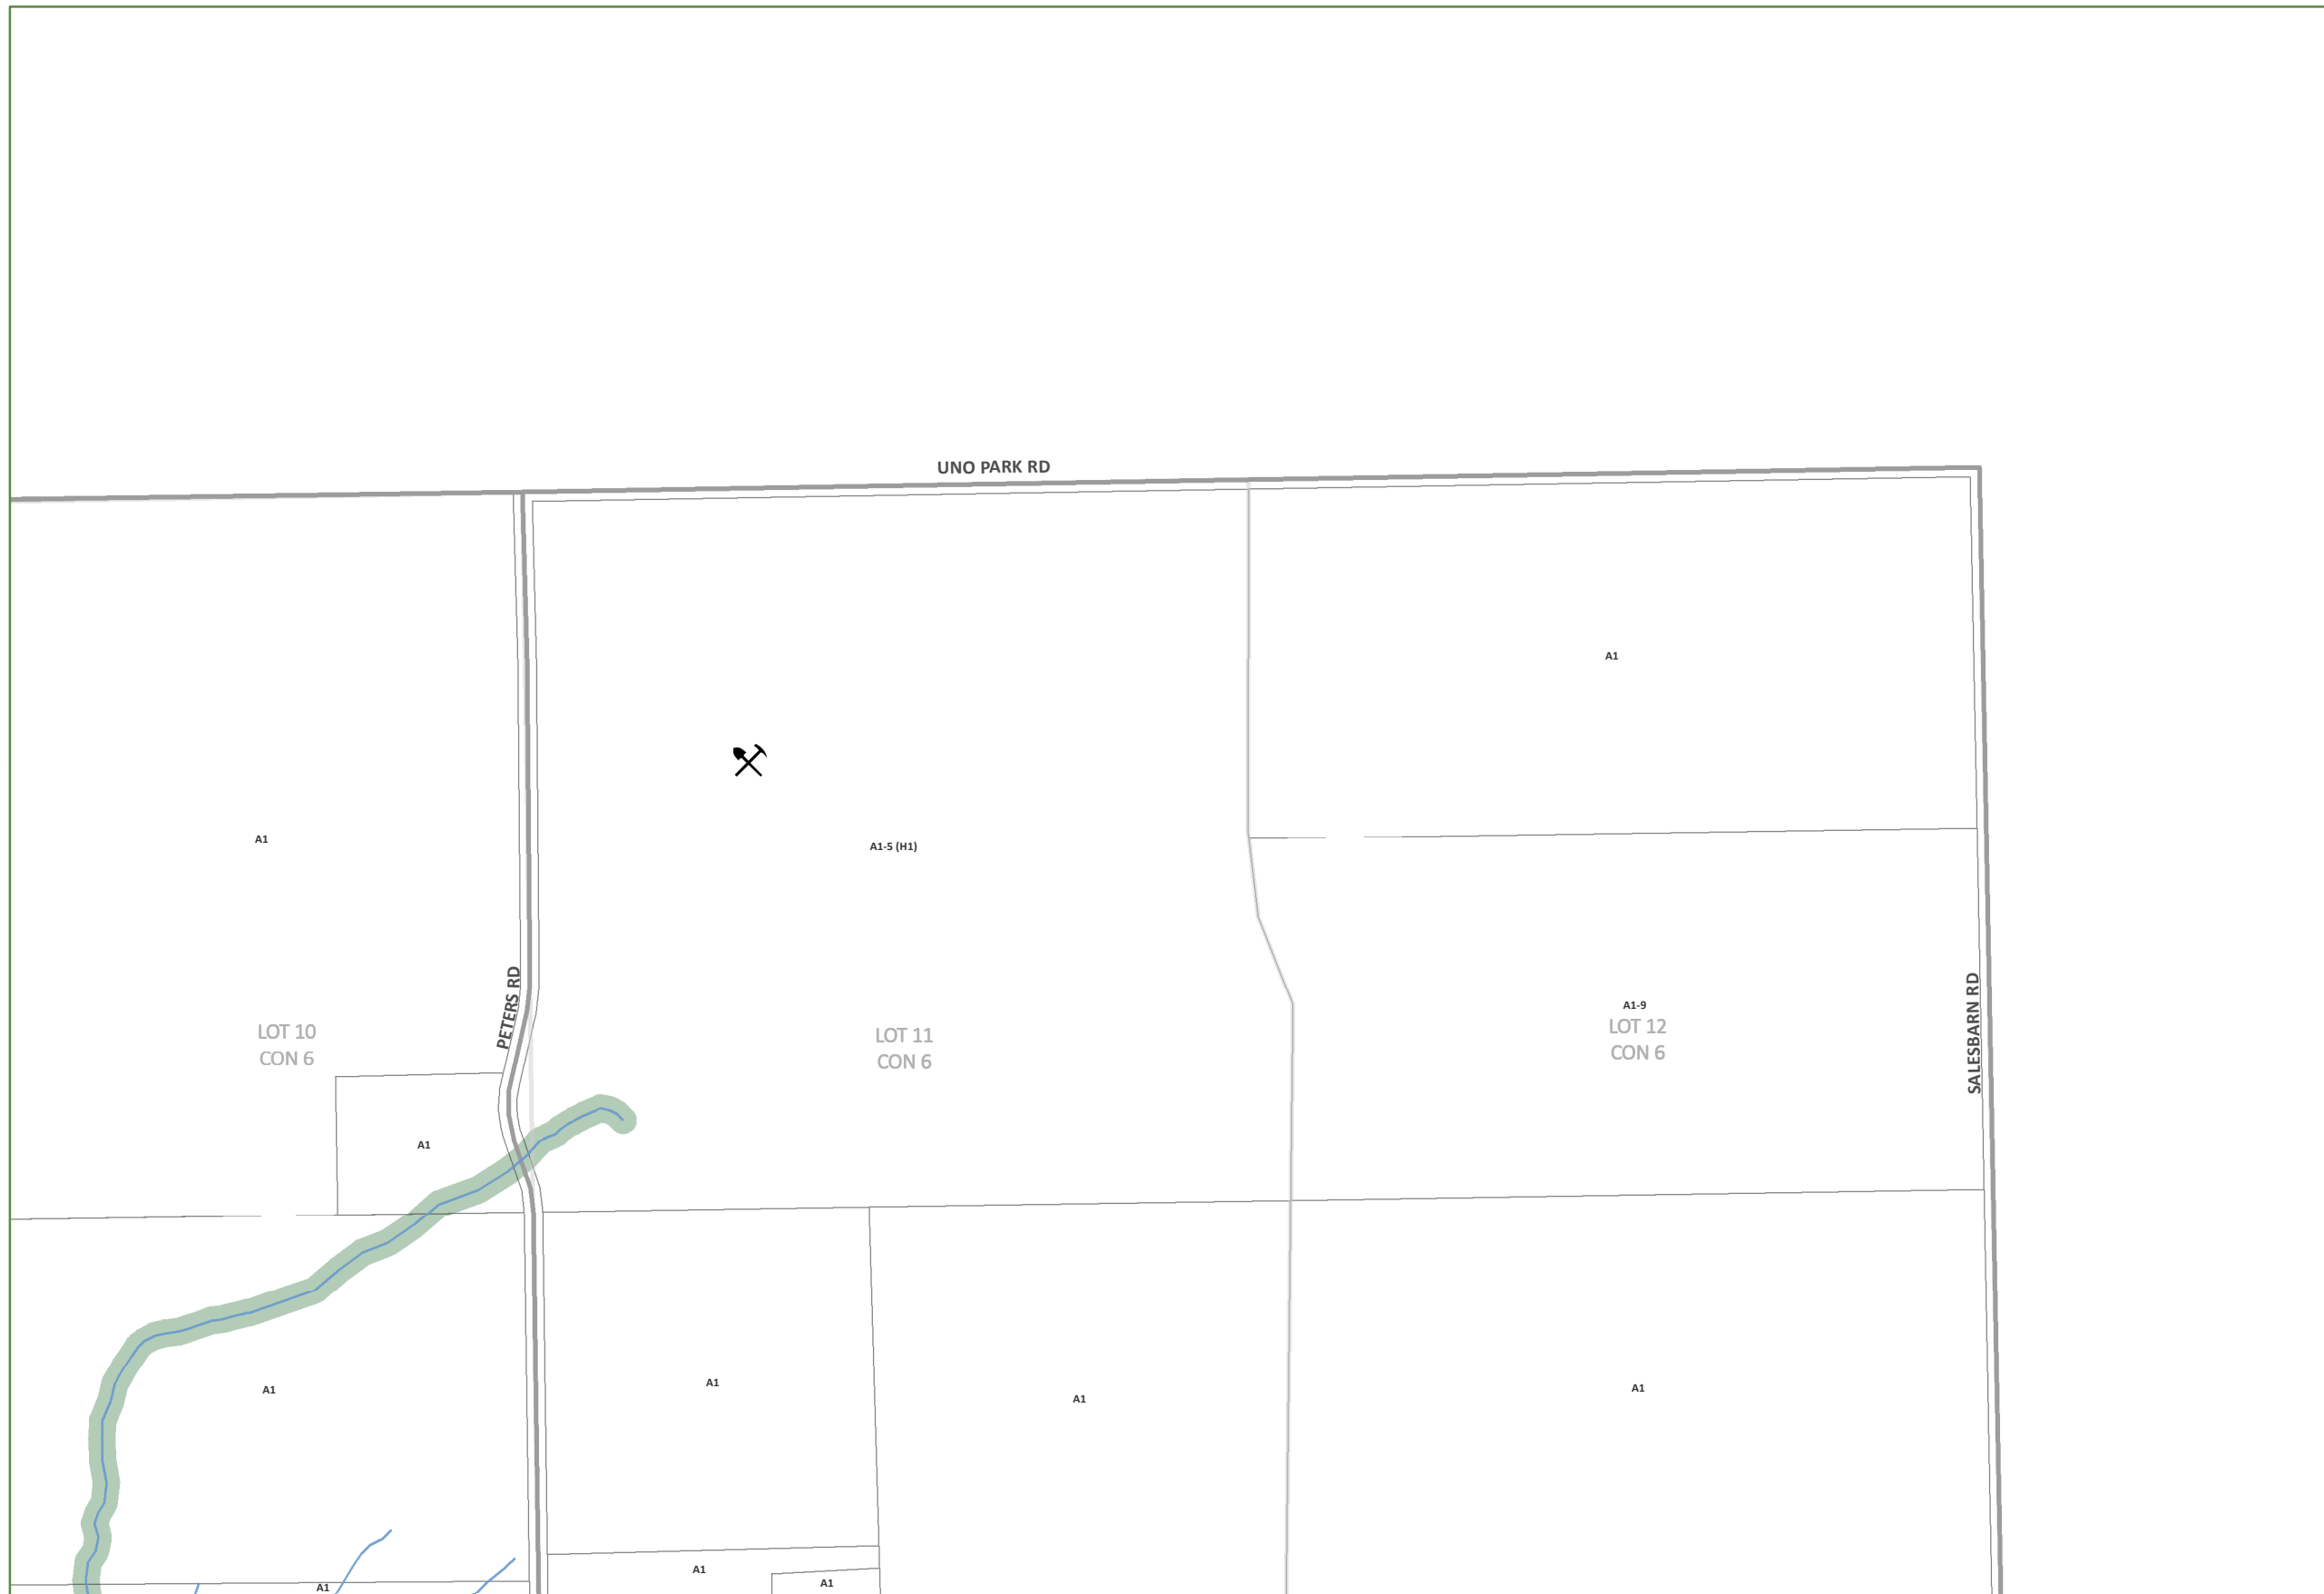 UNO PARK RD
A1
A1
A1-5 (H1)
PETERS RD
SALESBARN RD
A1-9
LOT 10
CON 6
LOT 11
CON 6
LOT 12
CON 6
A1
A1
A1
A1
A1
A1
A1
A1